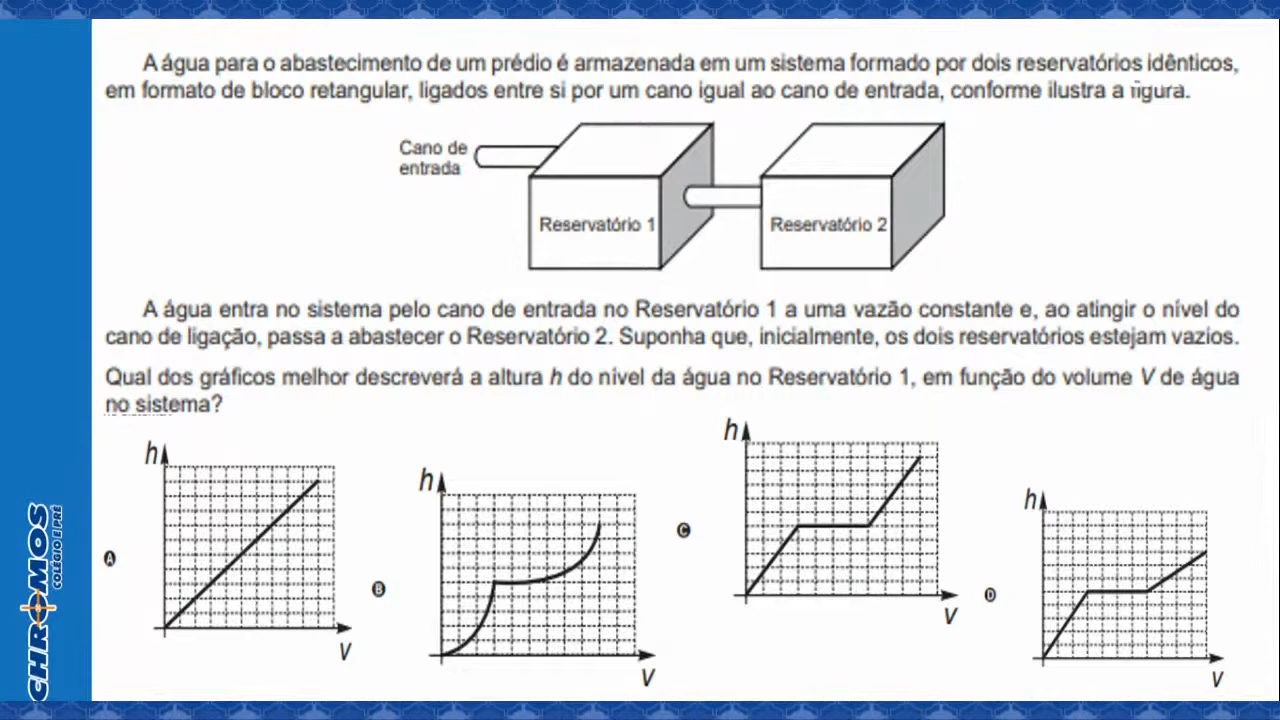 A água para o abastecimento de um prédio é armazenada em um sistema formado por dois reservatórios idênticos,
em formato de bloco retangular, ligados entre si por um cano igual ao cano de entrada, conforme ilustra a figura.
Cano de
entrada
Reservatório 1
Reservatório 2
A água entra no sistema pelo cano de entrada no Reservatório 1 a uma vazão constante e, ao atingir o nível do
cano de ligação, passa a abastecer o Reservatório 2. Suponha que, inicialmente, os dois reservatórios estejam vazios.
Qual dos gráficos melhor descreverá a altura h do nível da água no Reservatório 1, em função do volume V de água
no sistema?
A
h
V
B
h
V
C
h
V
D
h
V
CHROMOS
COLÉGIO E PRÉ